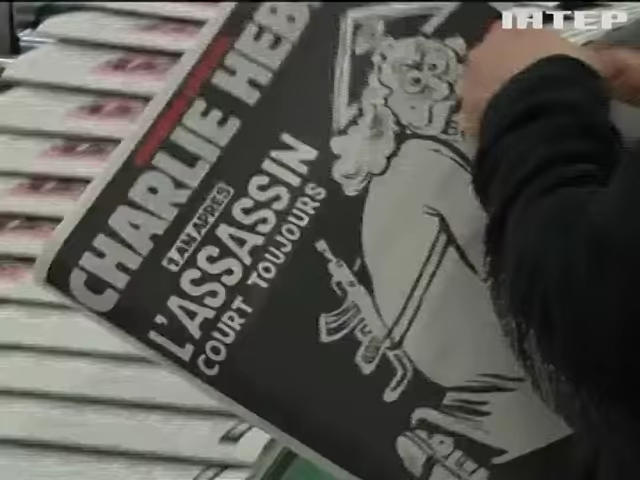 ІНТЕР
CHARLIE HEB
1 AN APRÈS
L'ASSASSIN
COURT TOUJOURS